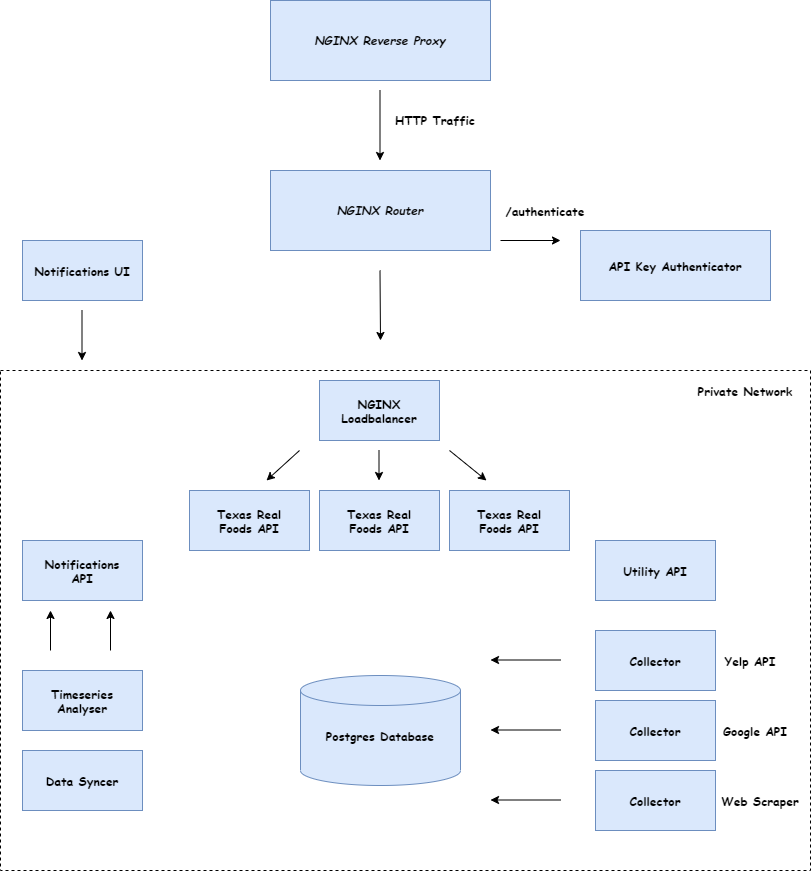 NGINX Reverse Proxy
HTTP Traffic
NGINX Router
/authenticate
API Key Authenticator
Notifications UI
Private Network
NGINX
Loadbalancer
Texas Real
Foods API
Texas Real
Foods API
Texas Real
Foods API
Notifications
API
Utility API
Timeseries
Analyser
Data Syncer
Postgres Database
Collector
Yelp API
Collector
Google API
Collector
Web Scraper